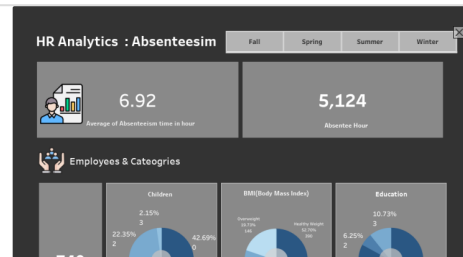 HR Analytics : Absenteesim
Fall Spring Summer Winter
6.92
Average of Absenteeism time in hour
5,124
Absentee Hour
Employees & Cateogries
Children
2.15%
3
22.35%
2
42.69%
0
BMI(Body Mass Index)
Overweight
Healthy Weight
Education
10.73%
3
6.25%
2